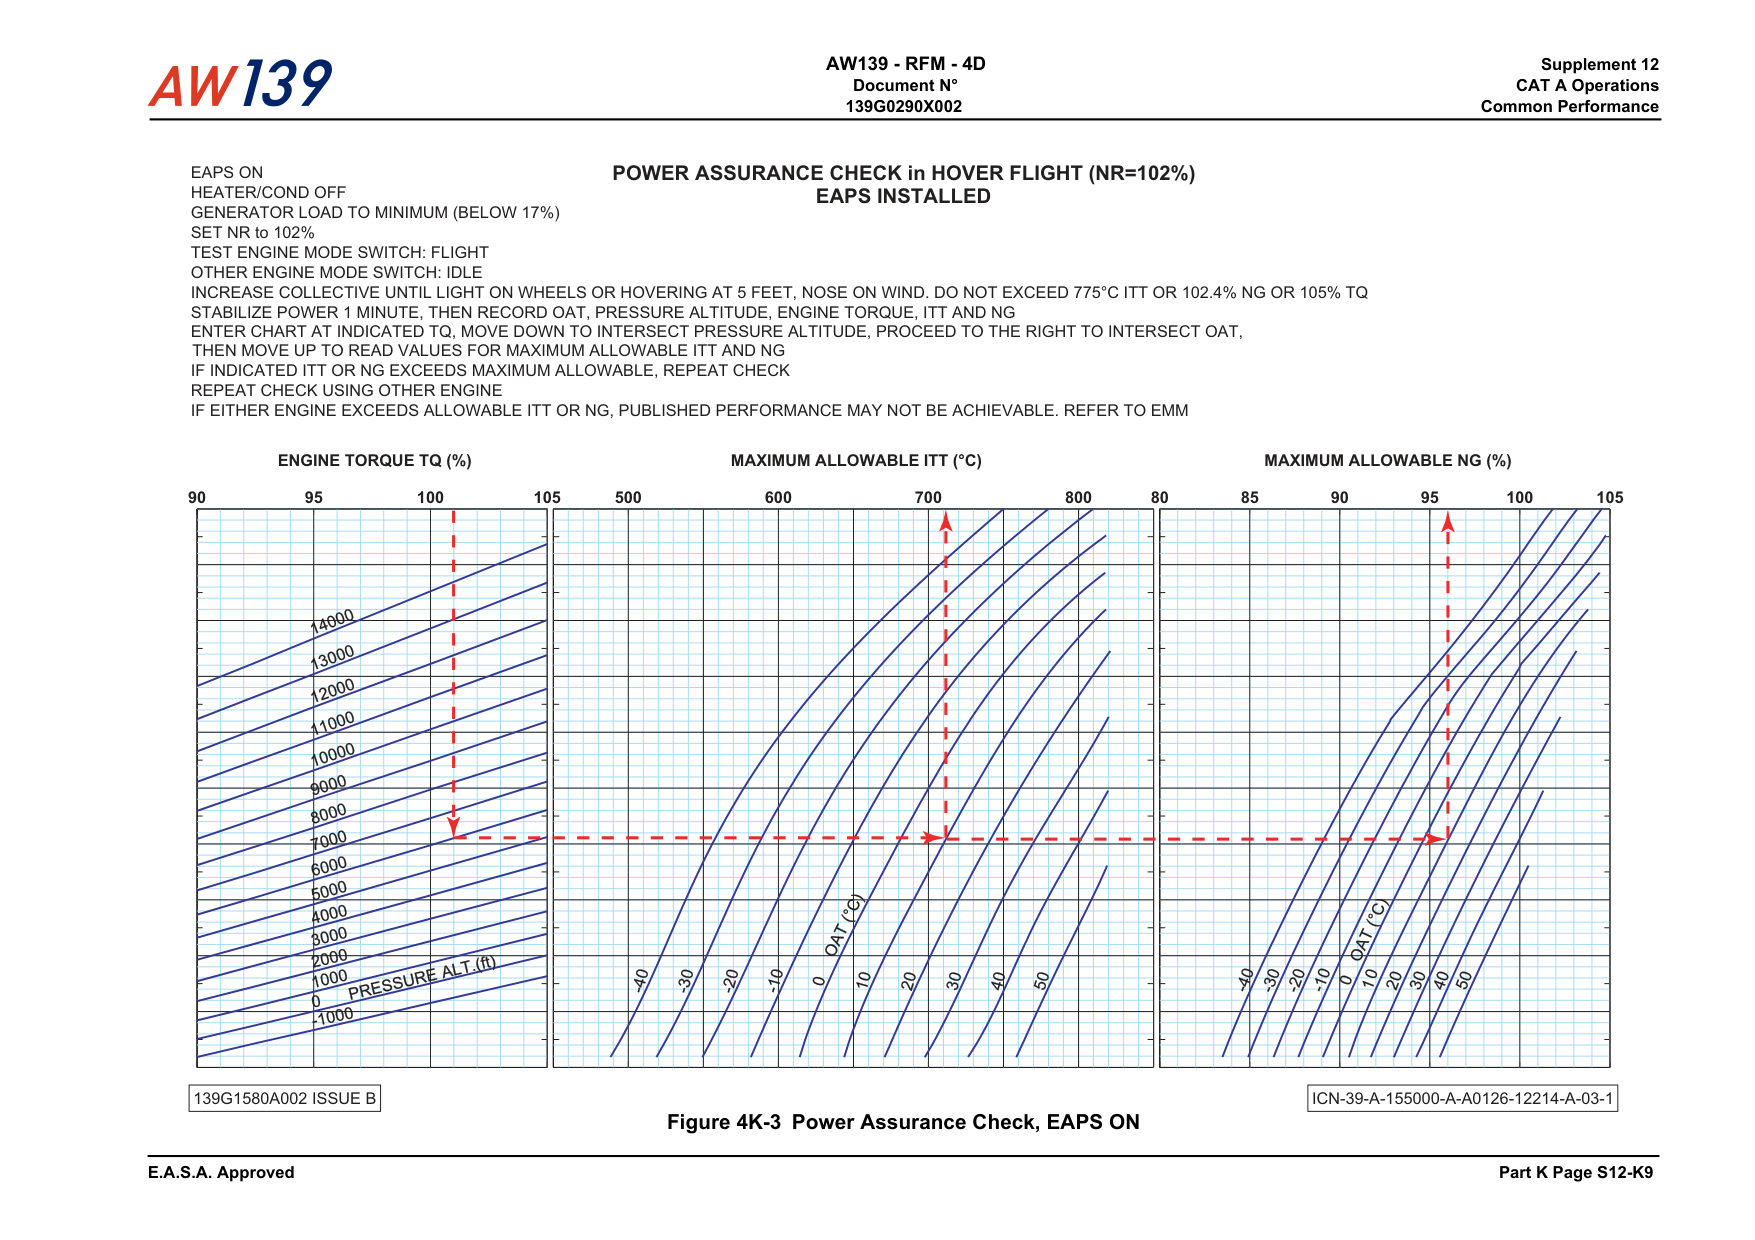 AW139
AW139 - RFM - 4D
Document N°
139G0290X002
Supplement 12
CAT A Operations
Common Performance
EAPS ON
HEATER/COND OFF
GENERATOR LOAD TO MINIMUM (BELOW 17%)
SET NR to 102%
TEST ENGINE MODE SWITCH: FLIGHT
OTHER ENGINE MODE SWITCH: IDLE
INCREASE COLLECTIVE UNTIL LIGHT ON WHEELS OR HOVERING AT 5 FEET, NOSE ON WIND. DO NOT EXCEED 775°C ITT OR 102.4% NG OR 105% TQ
STABILIZE POWER 1 MINUTE, THEN RECORD OAT, PRESSURE ALTITUDE, ENGINE TORQUE, ITT AND NG
ENTER CHART AT INDICATED TQ, MOVE DOWN TO INTERSECT PRESSURE ALTITUDE, PROCEED TO THE RIGHT TO INTERSECT OAT,
THEN MOVE UP TO READ VALUES FOR MAXIMUM ALLOWABLE ITT AND NG
IF INDICATED ITT OR NG EXCEEDS MAXIMUM ALLOWABLE, REPEAT CHECK
REPEAT CHECK USING OTHER ENGINE
IF EITHER ENGINE EXCEEDS ALLOWABLE ITT OR NG, PUBLISHED PERFORMANCE MAY NOT BE ACHIEVABLE. REFER TO EMM
POWER ASSURANCE CHECK in HOVER FLIGHT (NR=102%)
EAPS INSTALLED
ENGINE TORQUE TQ (%)
90 95 100 105
14000
13000
12000
11000
10000
9000
8000
7000
6000
5000
4000
3000
2000
1000
0
-1000
PRESSURE ALT.(ft)
MAXIMUM ALLOWABLE ITT (°C)
500 600 700 800
OAT (°C)
-40 -30 -20 -10 0 10 20 30 40 50
MAXIMUM ALLOWABLE NG (%)
80 85 90 95 100 105
OAT (°C)
-40 -30 -20 -10 0 10 20 30 40 50
139G1580A002 ISSUE B
ICN-39-A-155000-A-A0126-12214-A-03-1
Figure 4K-3 Power Assurance Check, EAPS ON
E.A.S.A. Approved
Part K Page S12-K9